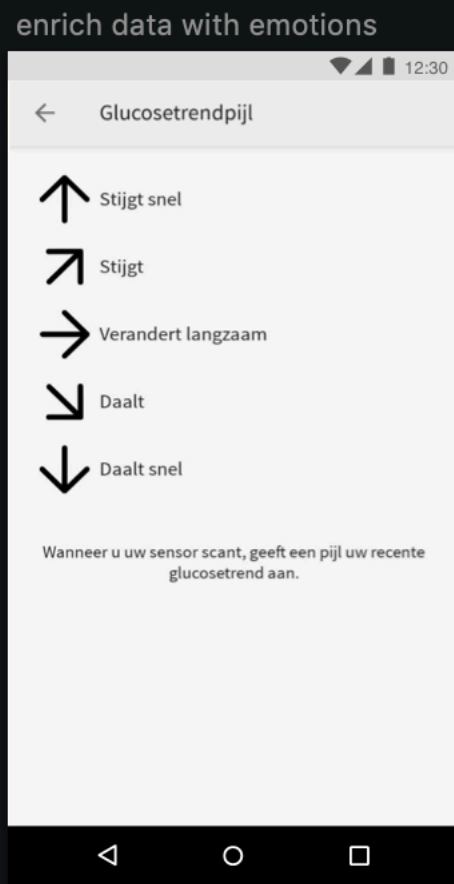 enrich data with emotions
12:30
Glucosetrendpijl
Stijgt snel
Stijgt
Verandert langzaam
Daalt
Daalt snel
Wanneer u uw sensor scant, geeft een pijl uw recente
glucosetrend aan.